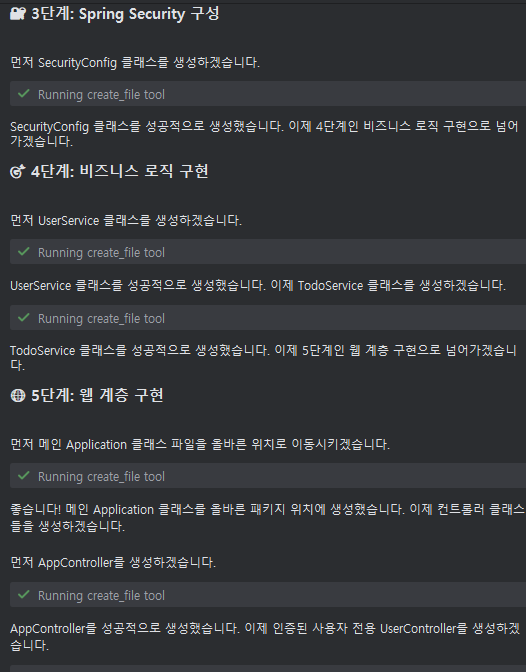 3단계: Spring Security 구성
먼저 SecurityConfig 클래스를 생성하겠습니다.
Running create_file tool
SecurityConfig 클래스를 성공적으로 생성했습니다. 이제 4단계인 비즈니스 로직 구현으로 넘어
가겠습니다.
4단계: 비즈니스 로직 구현
먼저 UserService 클래스를 생성하겠습니다.
Running create_file tool
UserService 클래스를 성공적으로 생성했습니다. 이제 TodoService 클래스를 생성하겠습니다.
Running create_file tool
TodoService 클래스를 성공적으로 생성했습니다. 이제 5단계인 웹 계층 구현으로 넘어가겠습니
다.
5단계: 웹 계층 구현
먼저 메인 Application 클래스 파일을 올바른 위치로 이동시키겠습니다.
Running create_file tool
좋습니다! 메인 Application 클래스를 올바른 패키지 위치에 생성했습니다. 이제 컨트롤러 클래스
들을 생성하겠습니다.
먼저 AppController를 생성하겠습니다.
Running create_file tool
AppController를 성공적으로 생성했습니다. 이제 인증된 사용자 전용 UserController를 생성하겠
습니다.